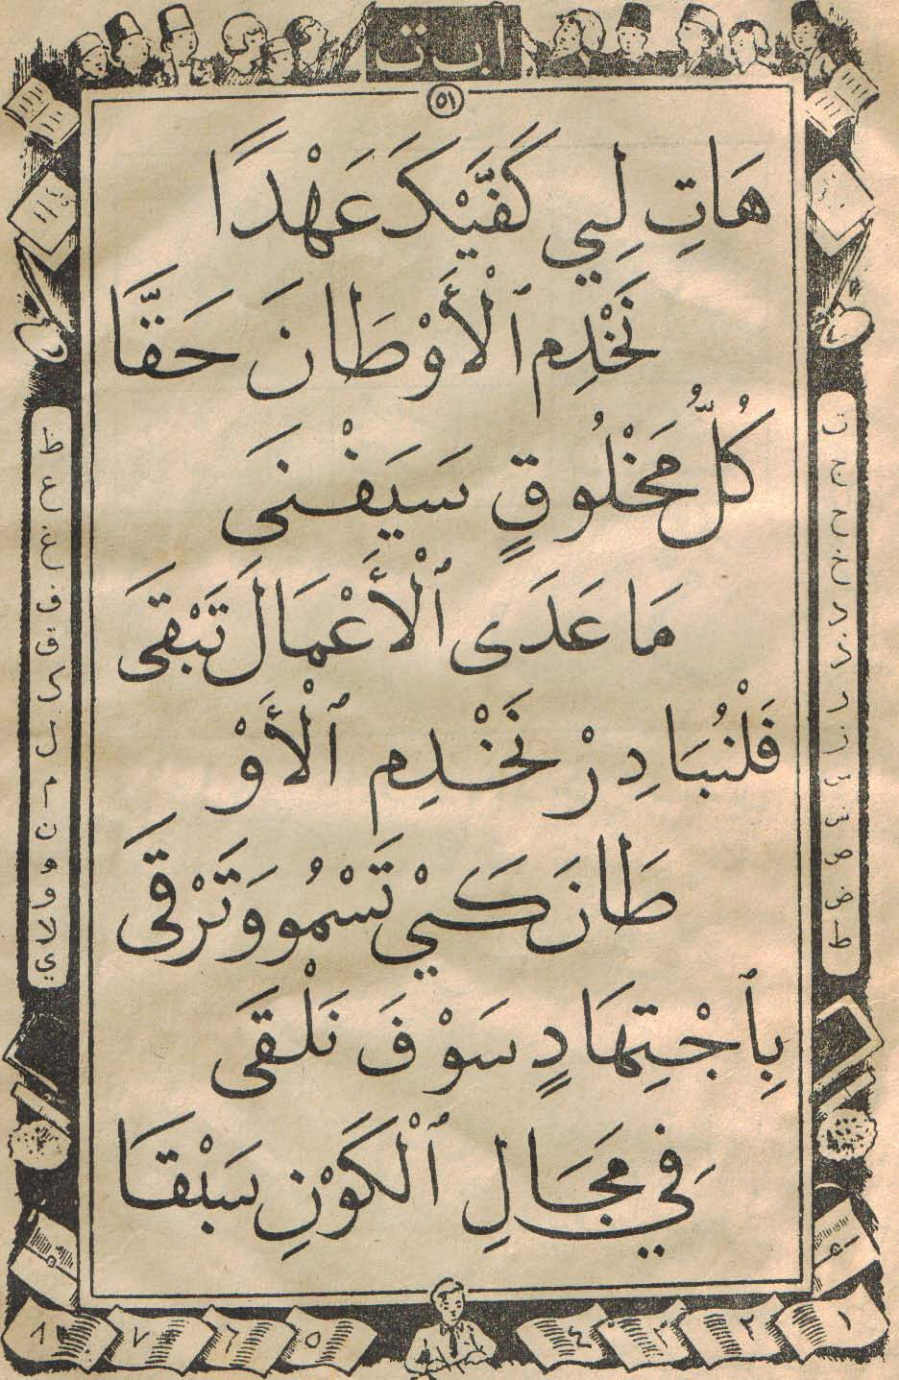 ا ب ت
٥١
هَاتِ لِي كَفَّيْكَ عَهْدًا
نَخْدِمِ ٱلْأَوْطَانَ حَقَّا
كُلُّ مَخْلُوقٍ سَيَفْنَى
مَا عَدَى ٱلْأَعْمَالَ تَبْقَى
فَلْنُبَادِرْ نَخْدِمِ ٱلْأَوْ
طَانَ كَيْ تَسْمُو وَتَرْقَى
بِٱجْتِهَادٍ سَوْفَ نَلْقَى
فِي مَجَالِ ٱلْكَوْنِ سَبْقَا
١ ٢ ٣ ٤ ٥ ٦ ٧ ٨